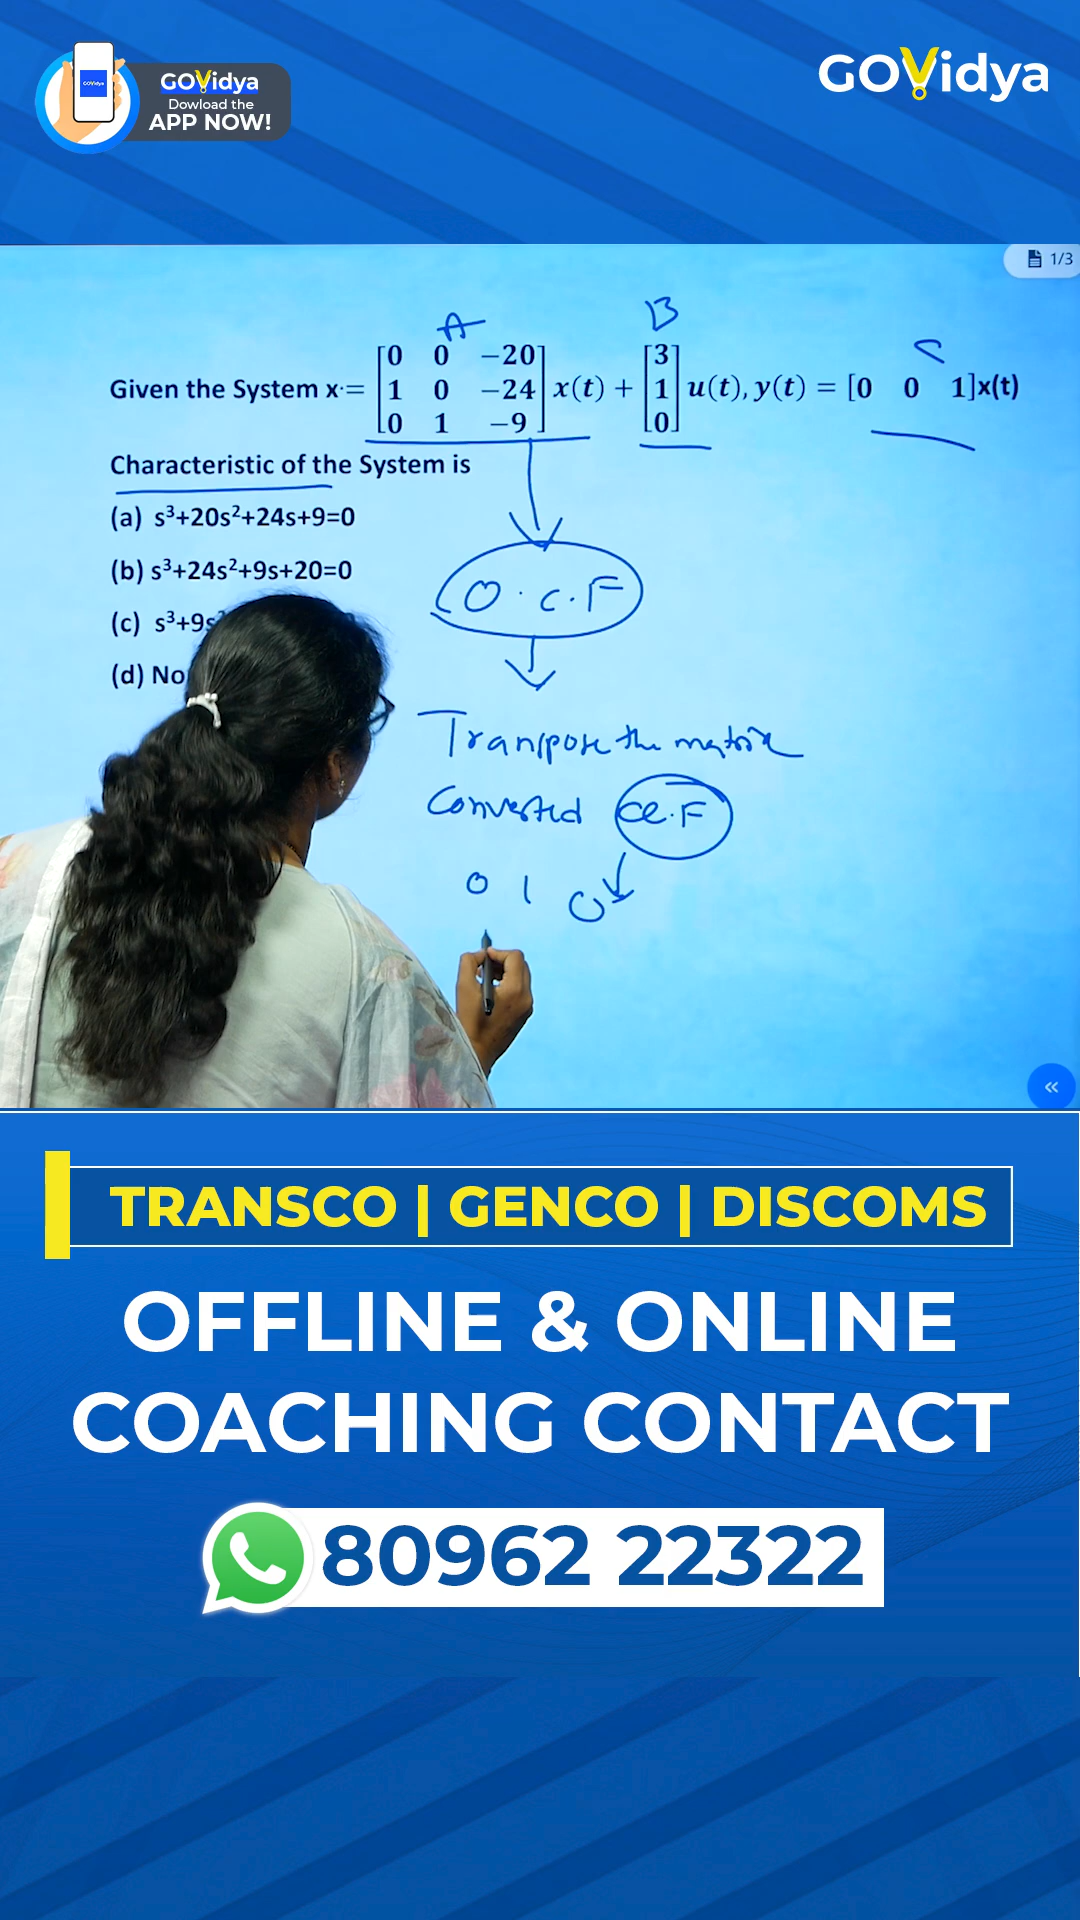 GOVidya
Dowload the
APP NOW!
GOVidya
GOVidya
1/3
A
B
C
Given the System x·= [0 0 -20; 1 0 -24; 0 1 -9] x(t) + [3; 1; 0] u(t), y(t) = [0 0 1]x(t)
Characteristic of the System is
(a) s³+20s²+24s+9=0
(b) s³+24s²+9s+20=0
(c) s³+9s
(d) No
O.C.F
Transpose the matrix
Converted CC.F
0 1 0
TRANSCO | GENCO | DISCOMS
OFFLINE & ONLINE
COACHING CONTACT
80962 22322